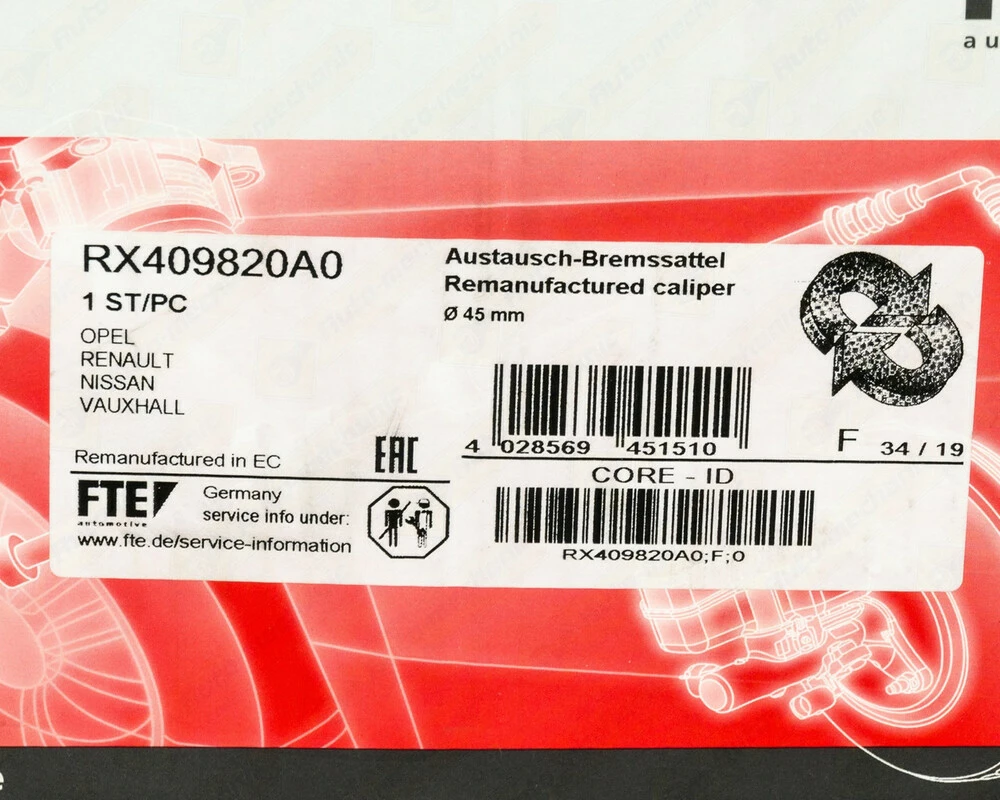 a u
RX409820A0
1 ST/PC
OPEL
RENAULT
NISSAN
VAUXHALL
Austausch-Bremssattel
Remanufactured caliper
Ø 45 mm
4 028569 451510
F 34 / 19
Remanufactured in EC
EAC
CORE - ID
FTE
automotive
Germany
service info under:
www.fte.de/service-information
RX409820A0;F;0
e